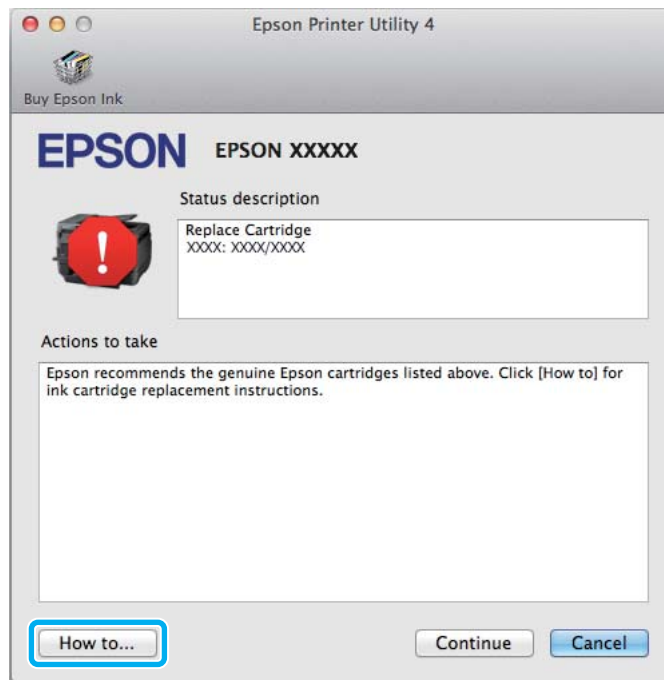 Epson Printer Utility 4
Buy Epson Ink
EPSON EPSON XXXXX
Status description
Replace Cartridge
XXXX: XXXX/XXXX
Actions to take
Epson recommends the genuine Epson cartridges listed above. Click [How to] for
ink cartridge replacement instructions.
How to... Continue Cancel